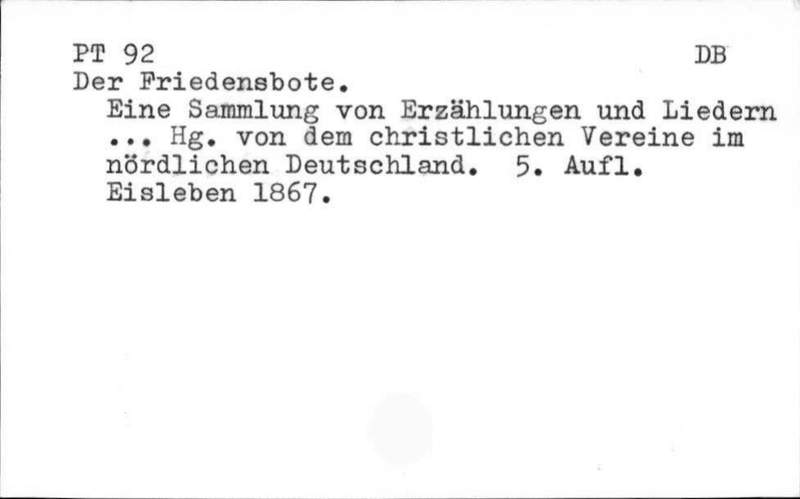 PT 92 DB
Der Friedensbote.
Eine Sammlung von Erzählungen und Liedern
... Hg. von dem christlichen Vereine im
nördlichen Deutschland. 5. Aufl.
Eisleben 1867.